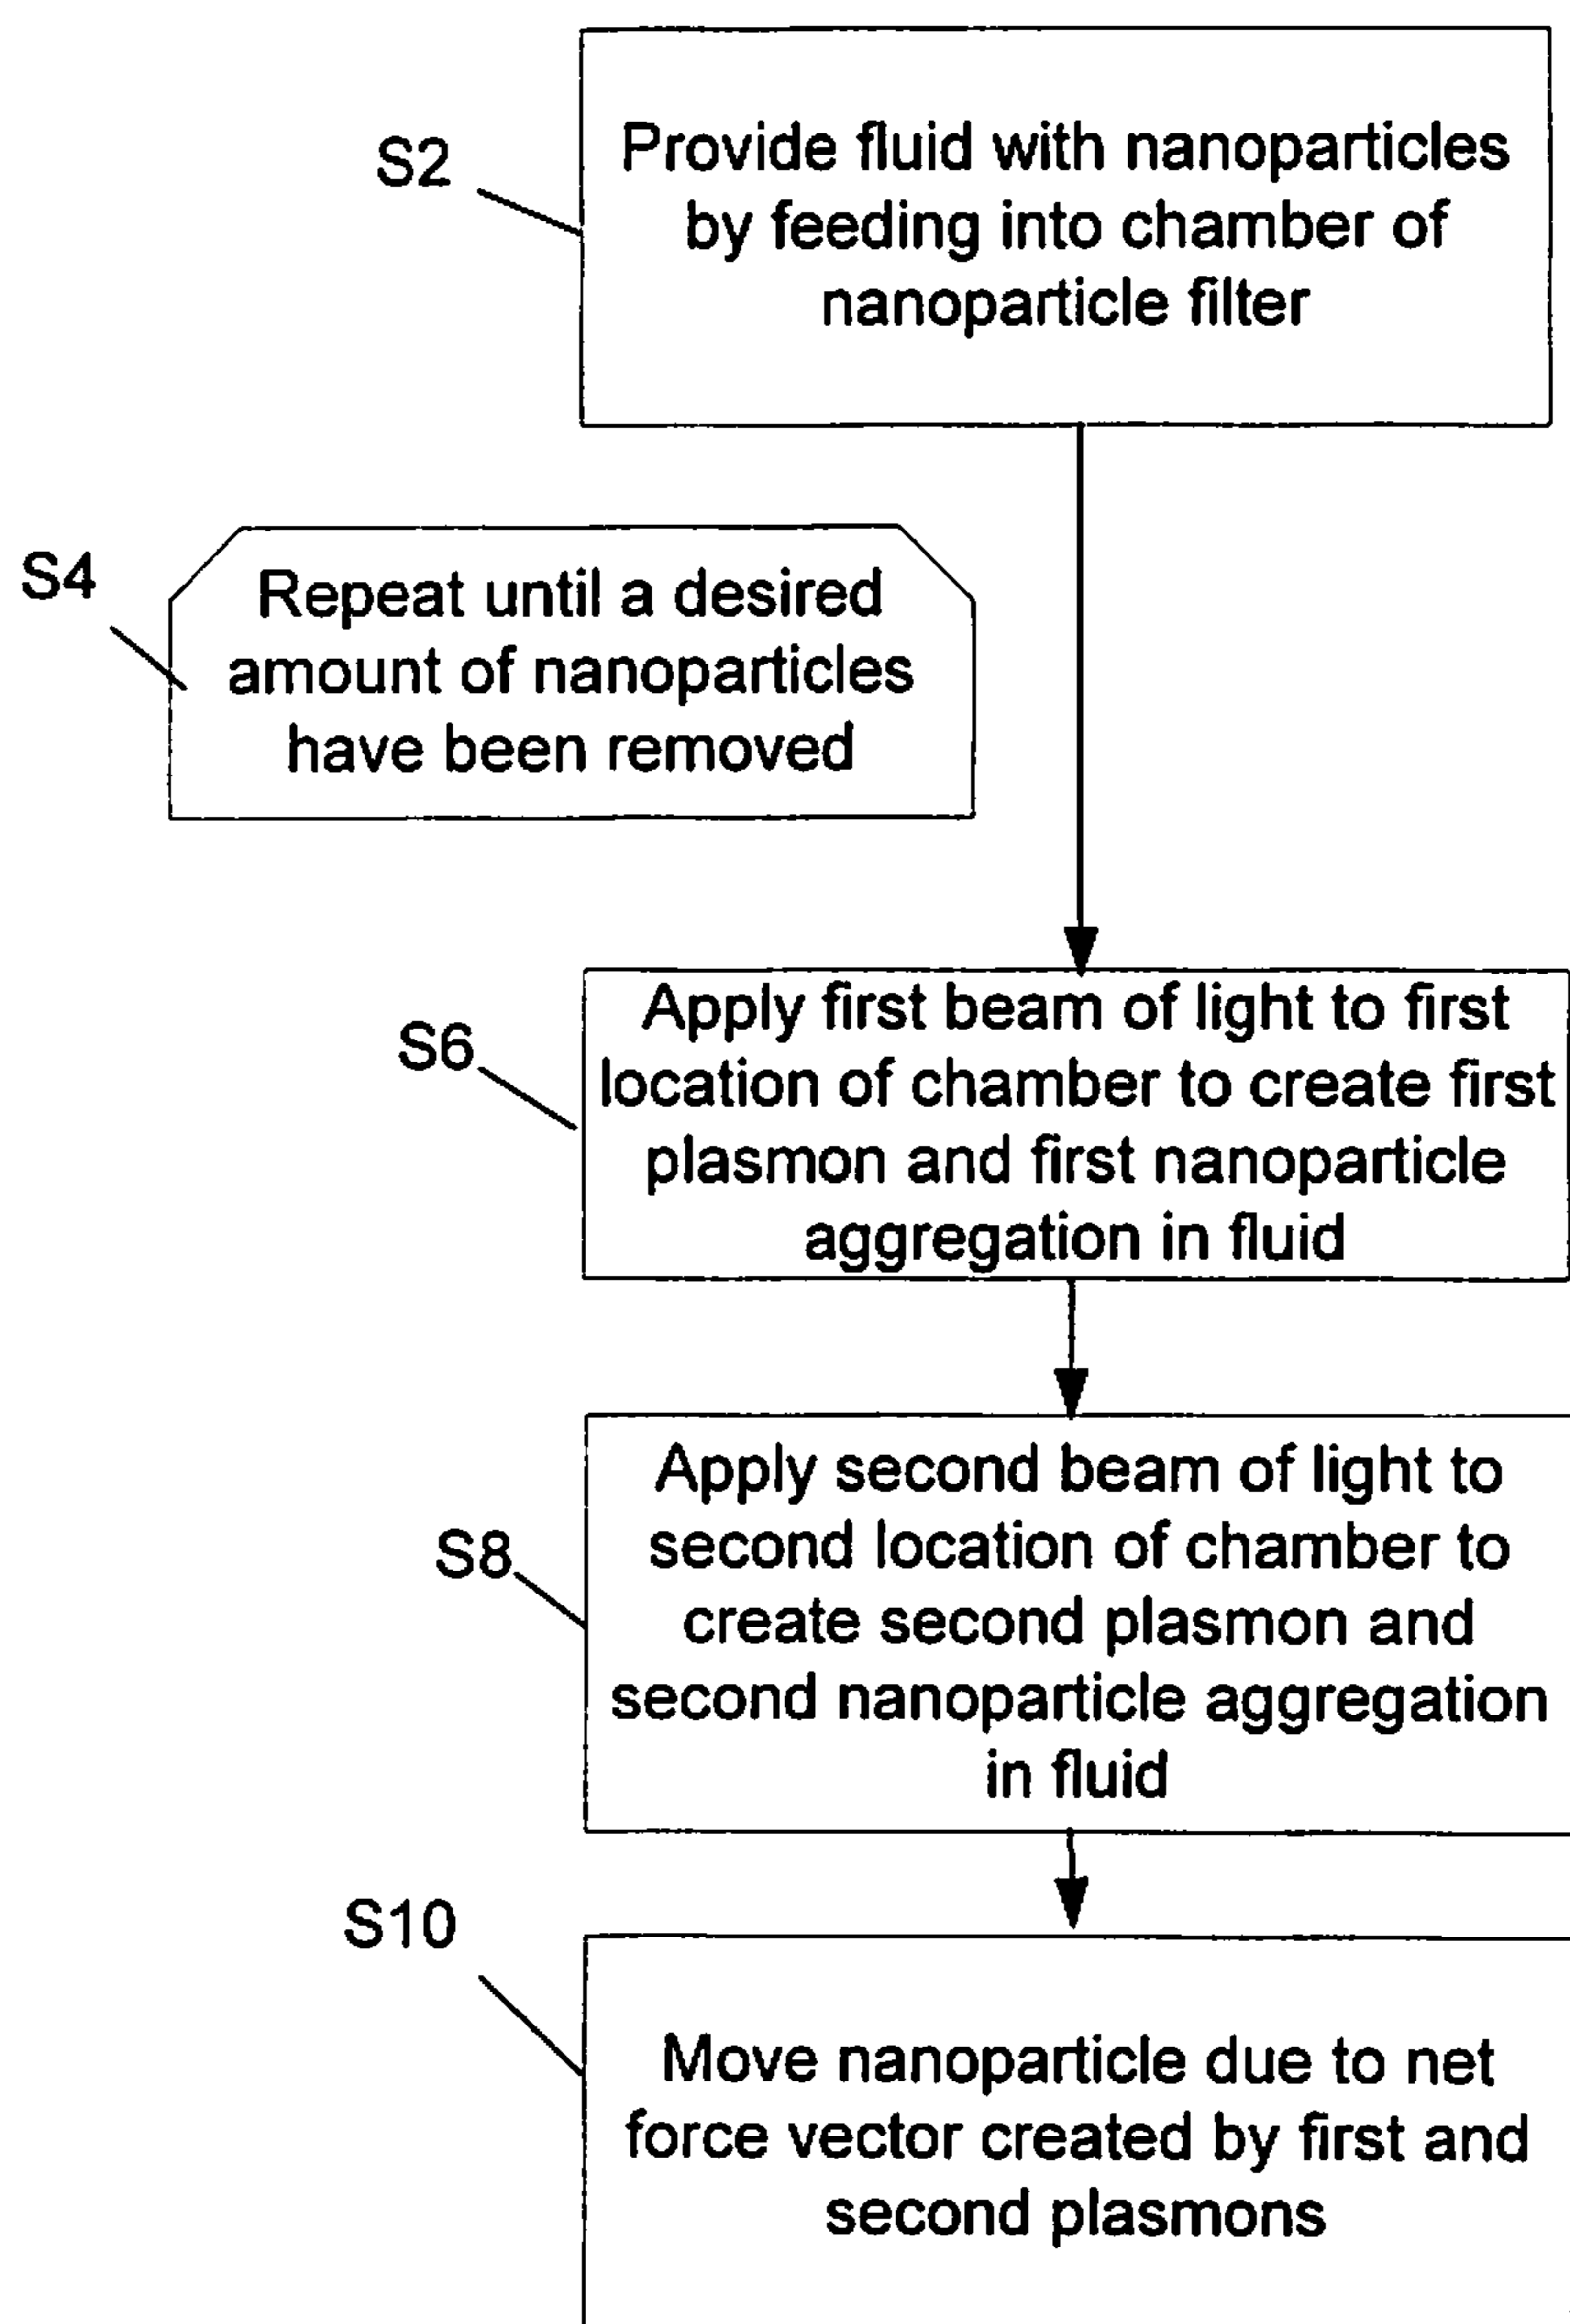 S2
Provide fluid with nanoparticles
by feeding into chamber of
nanoparticle filter
S4
Repeat until a desired
amount of nanoparticles
have been removed
S6
Apply first beam of light to first
location of chamber to create first
plasmon and first nanoparticle
aggregation in fluid
S8
Apply second beam of light to
second location of chamber to
create second plasmon and
second nanoparticle aggregation
in fluid
S10
Move nanoparticle due to net
force vector created by first and
second plasmons